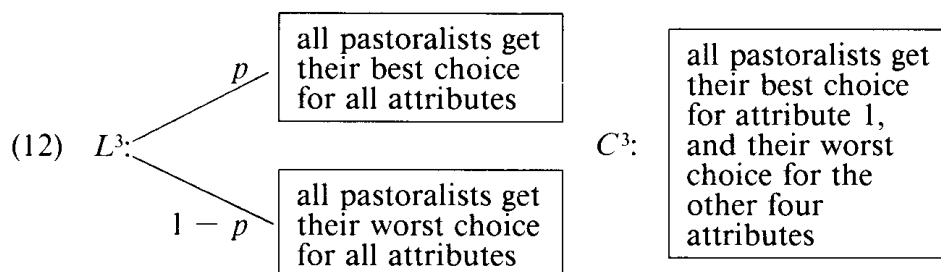 all pastoralists get
their best choice
for all attributes
p
(12) L³:
1 − p
all pastoralists get
their worst choice
for all attributes
C³:
all pastoralists get
their best choice
for attribute 1,
and their worst
choice for the
other four
attributes